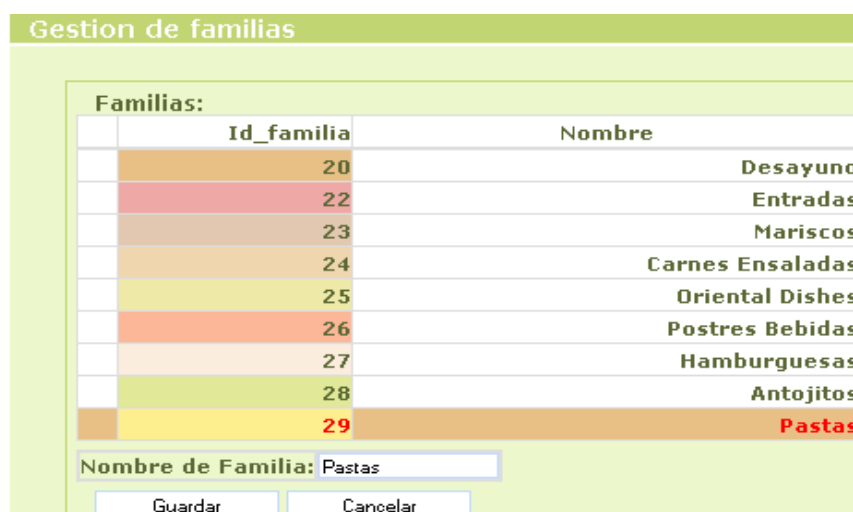 Gestion de familias
Familias:
Id_familia Nombre
20 Desayuno
22 Entradas
23 Mariscos
24 Carnes Ensaladas
25 Oriental Dishes
26 Postres Bebidas
27 Hamburguesas
28 Antojitos
29 Pastas
Nombre de Familia: Pastas
Guardar Cancelar